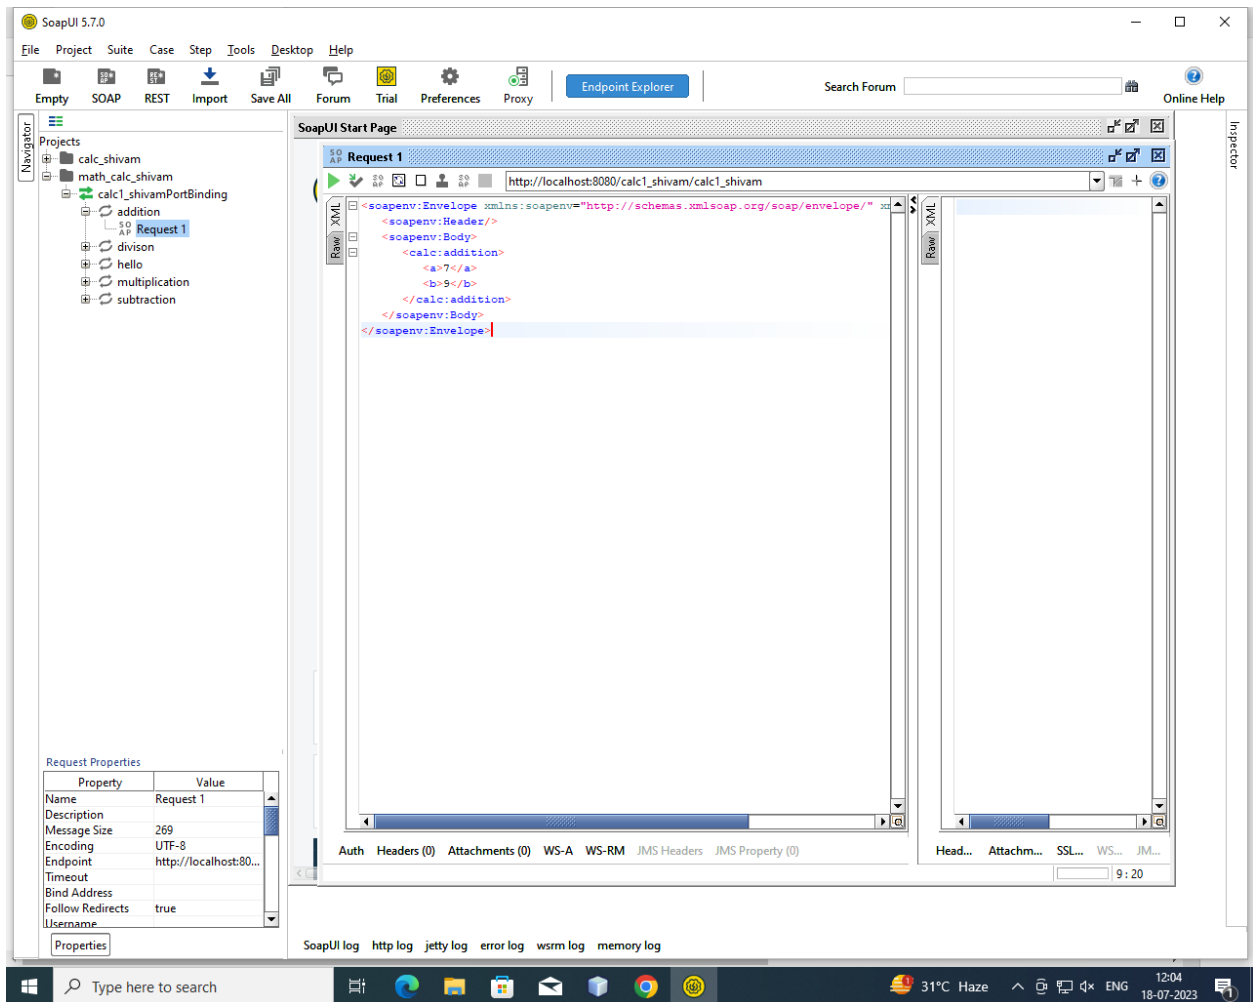 SoapUI 5.7.0
File Project Suite Case Step Tools Desktop Help
Empty SOAP REST Import Save All Forum Trial Preferences Proxy Endpoint Explorer Search Forum Online Help
Navigator
Projects
calc_shivam
math_calc_shivam
calc1_shivamPortBinding
addition
Request 1
divison
hello
multiplication
subtraction
Request Properties
Property Value
Name Request 1
Description
Message Size 269
Encoding UTF-8
Endpoint http://localhost:80...
Timeout
Bind Address
Follow Redirects true
Username
Properties
SoapUI Start Page
Request 1
http://localhost:8080/calc1_shivam/calc1_shivam
XML
Raw
<soapenv:Envelope xmlns:soapenv="http://schemas.xmlsoap.org/soap/envelope/"
<soapenv:Header/>
<soapenv:Body>
<calc:addition>
<a>7</a>
<b>9</b>
</calc:addition>
</soapenv:Body>
</soapenv:Envelope>
XML
Raw
Auth Headers (0) Attachments (0) WS-A WS-RM JMS Headers JMS Property (0)
Head... Attachm... SSL... WS... JM...
9 : 20
Inspector
SoapUI log http log jetty log error log wsrm log memory log
Type here to search
31°C Haze ENG
12:04
18-07-2023